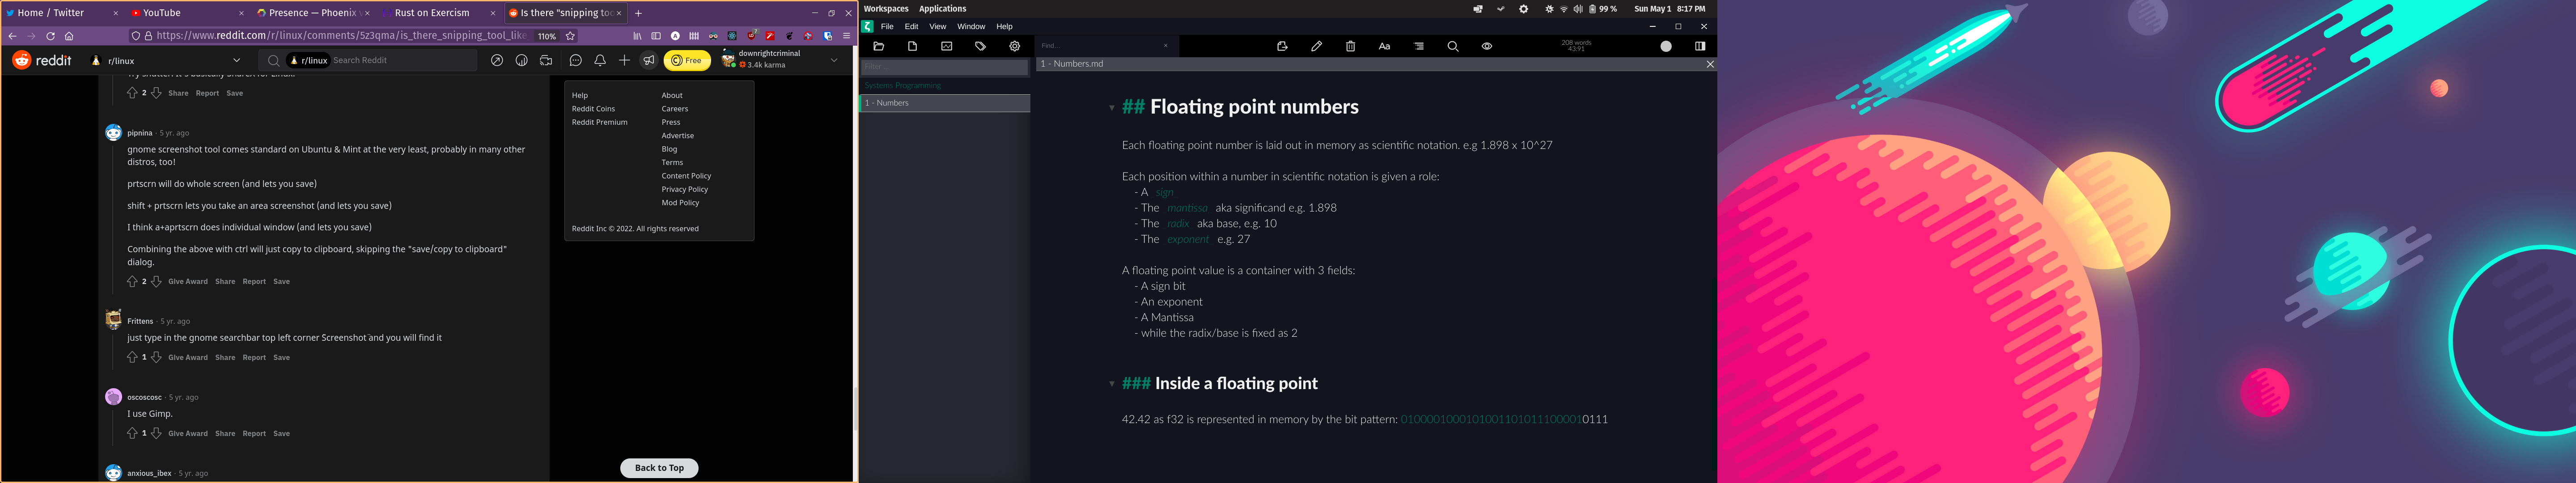 Home / Twitter
YouTube
Presence — Phoenix v
Rust on Exercism
Is there "snipping too
https://www.reddit.com/r/linux/comments/5z3qma/is_there_snipping_tool_like
110%
reddit
r/linux
r/linux Search Reddit
Free
downrightcriminal
3.4k karma
2 Share Report Save
pipnina · 5 yr. ago
gnome screenshot tool comes standard on Ubuntu & Mint at the very least, probably in many other
distros, too!
prtscrn will do whole screen (and lets you save)
shift + prtscrn lets you take an area screenshot (and lets you save)
I think a+aprtscrn does individual window (and lets you save)
Combining the above with ctrl will just copy to clipboard, skipping the "save/copy to clipboard"
dialog.
2 Give Award Share Report Save
Frittens · 5 yr. ago
just type in the gnome searchbar top left corner Screenshot and you will find it
1 Give Award Share Report Save
oscoscosc · 5 yr. ago
I use Gimp.
1 Give Award Share Report Save
anxious_ibex · 5 yr. ago
Help About
Reddit Coins Careers
Reddit Premium Press
Advertise
Blog
Terms
Content Policy
Privacy Policy
Mod Policy
Reddit Inc © 2022. All rights reserved
Back to Top
Workspaces Applications
99 %
Sun May 1 8:17 PM
File Edit View Window Help
Find...
Aa
208 words
43:91
Filter...
Systems Programming
1 - Numbers
1 - Numbers.md
## Floating point numbers
Each floating point number is laid out in memory as scientific notation. e.g 1.898 x 10^27
Each position within a number in scientific notation is given a role:
- A sign
- The mantissa aka significand e.g. 1.898
- The radix aka base, e.g. 10
- The exponent e.g. 27
A floating point value is a container with 3 fields:
- A sign bit
- An exponent
- A Mantissa
- while the radix/base is fixed as 2
### Inside a floating point
42.42 as f32 is represented in memory by the bit pattern: 01000010001010011010111000010111